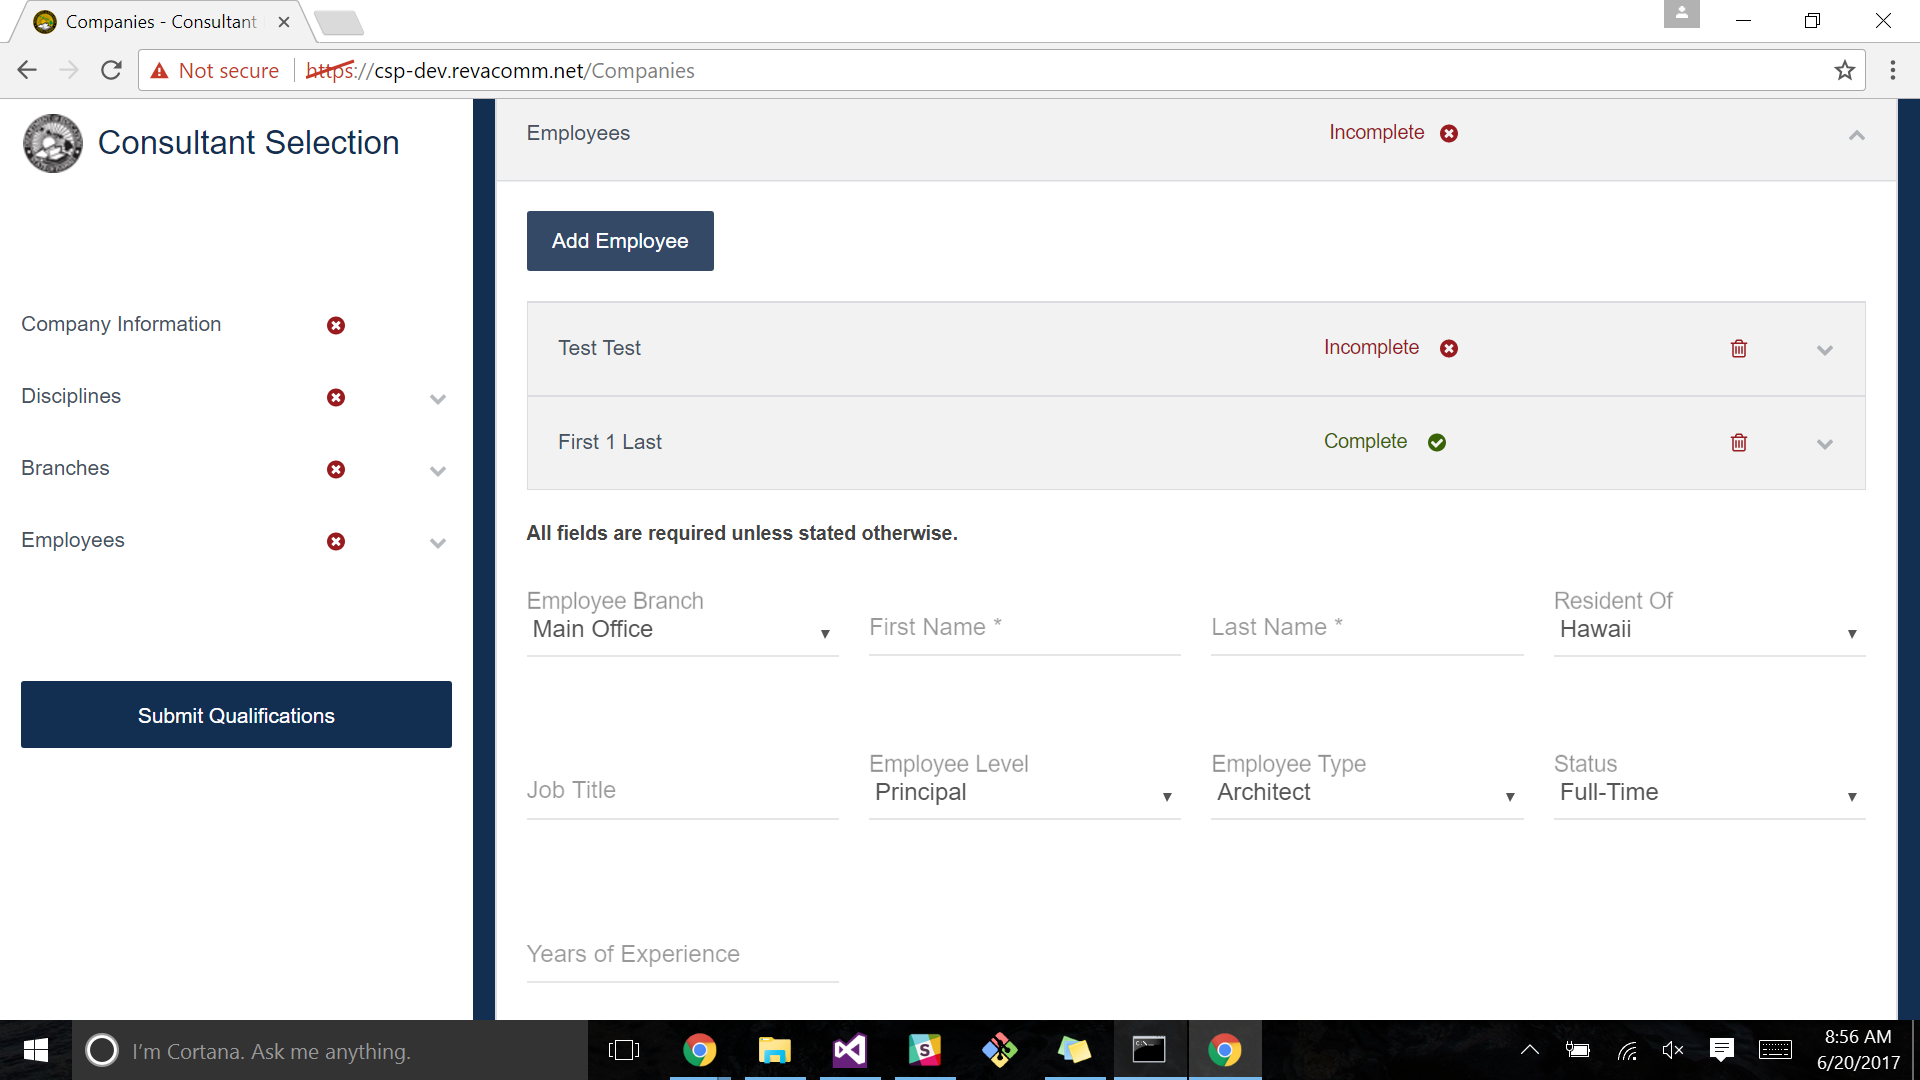 Companies - Consultant
Not secure https://csp-dev.revacomm.net/Companies
Consultant Selection
Company Information
Disciplines
Branches
Employees
Submit Qualifications
Employees Incomplete
Add Employee
Test Test Incomplete
First 1 Last Complete
All fields are required unless stated otherwise.
Employee Branch
Main Office
First Name *
Last Name *
Resident Of
Hawaii
Job Title
Employee Level
Principal
Employee Type
Architect
Status
Full-Time
Years of Experience
I'm Cortana. Ask me anything.
8:56 AM
6/20/2017